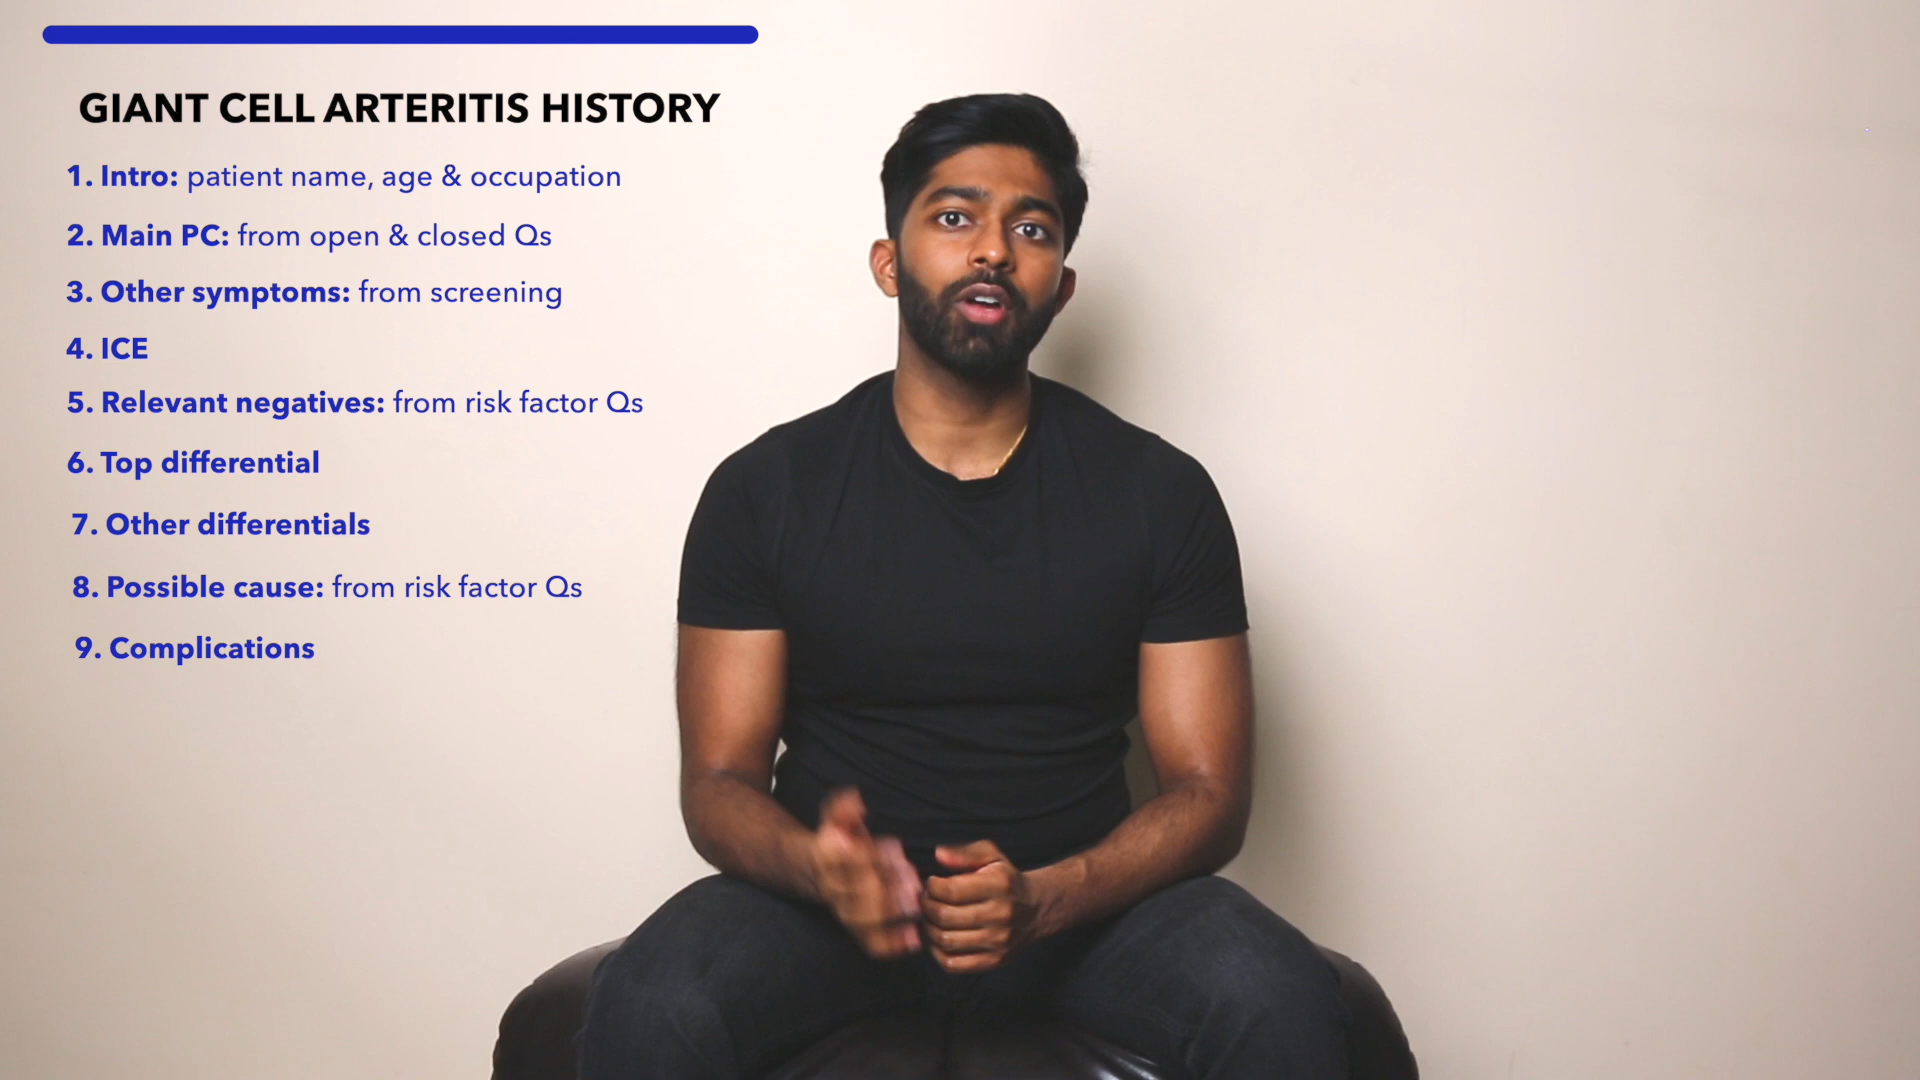 GIANT CELL ARTERITIS HISTORY
1. Intro: patient name, age & occupation
2. Main PC: from open & closed Qs
3. Other symptoms: from screening
4. ICE
5. Relevant negatives: from risk factor Qs
6. Top differential
7. Other differentials
8. Possible cause: from risk factor Qs
9. Complications